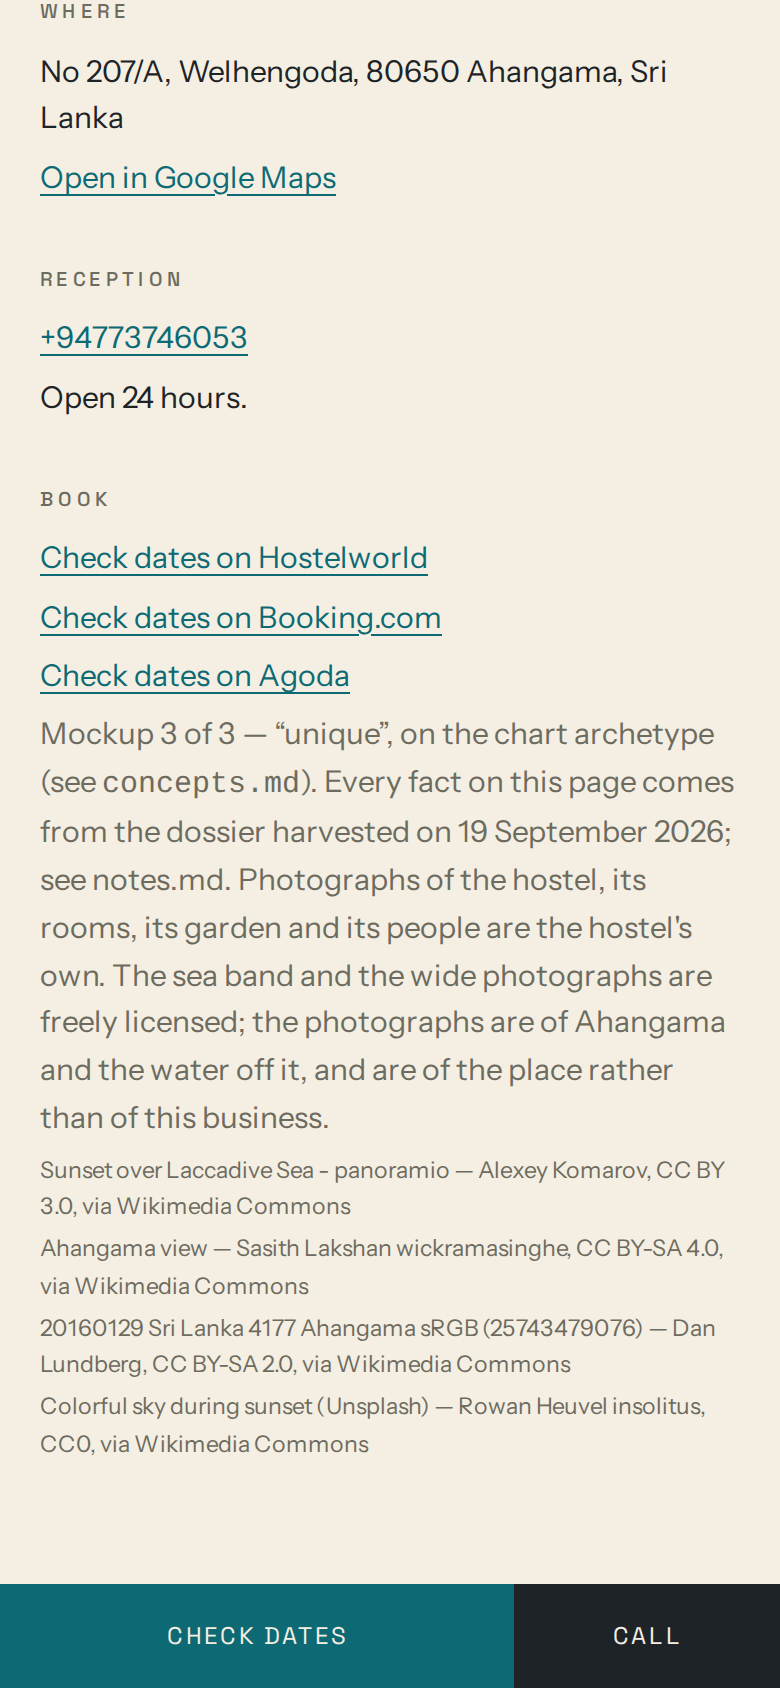 WHERE
No 207/A, Welhengoda, 80650 Ahangama, Sri
Lanka
Open in Google Maps
RECEPTION
+94773746053
Open 24 hours.
BOOK
Check dates on Hostelworld
Check dates on Booking.com
Check dates on Agoda
Mockup 3 of 3 — “unique”, on the chart archetype
(see concepts.md). Every fact on this page comes
from the dossier harvested on 19 September 2026;
see notes.md. Photographs of the hostel, its
rooms, its garden and its people are the hostel's
own. The sea band and the wide photographs are
freely licensed; the photographs are of Ahangama
and the water off it, and are of the place rather
than of this business.
Sunset over Laccadive Sea - panoramio — Alexey Komarov, CC BY
3.0, via Wikimedia Commons
Ahangama view — Sasith Lakshan wickramasinghe, CC BY-SA 4.0,
via Wikimedia Commons
20160129 Sri Lanka 4177 Ahangama sRGB (25743479076) — Dan
Lundberg, CC BY-SA 2.0, via Wikimedia Commons
Colorful sky during sunset (Unsplash) — Rowan Heuvel insolitus,
CC0, via Wikimedia Commons
CHECK DATES
CALL